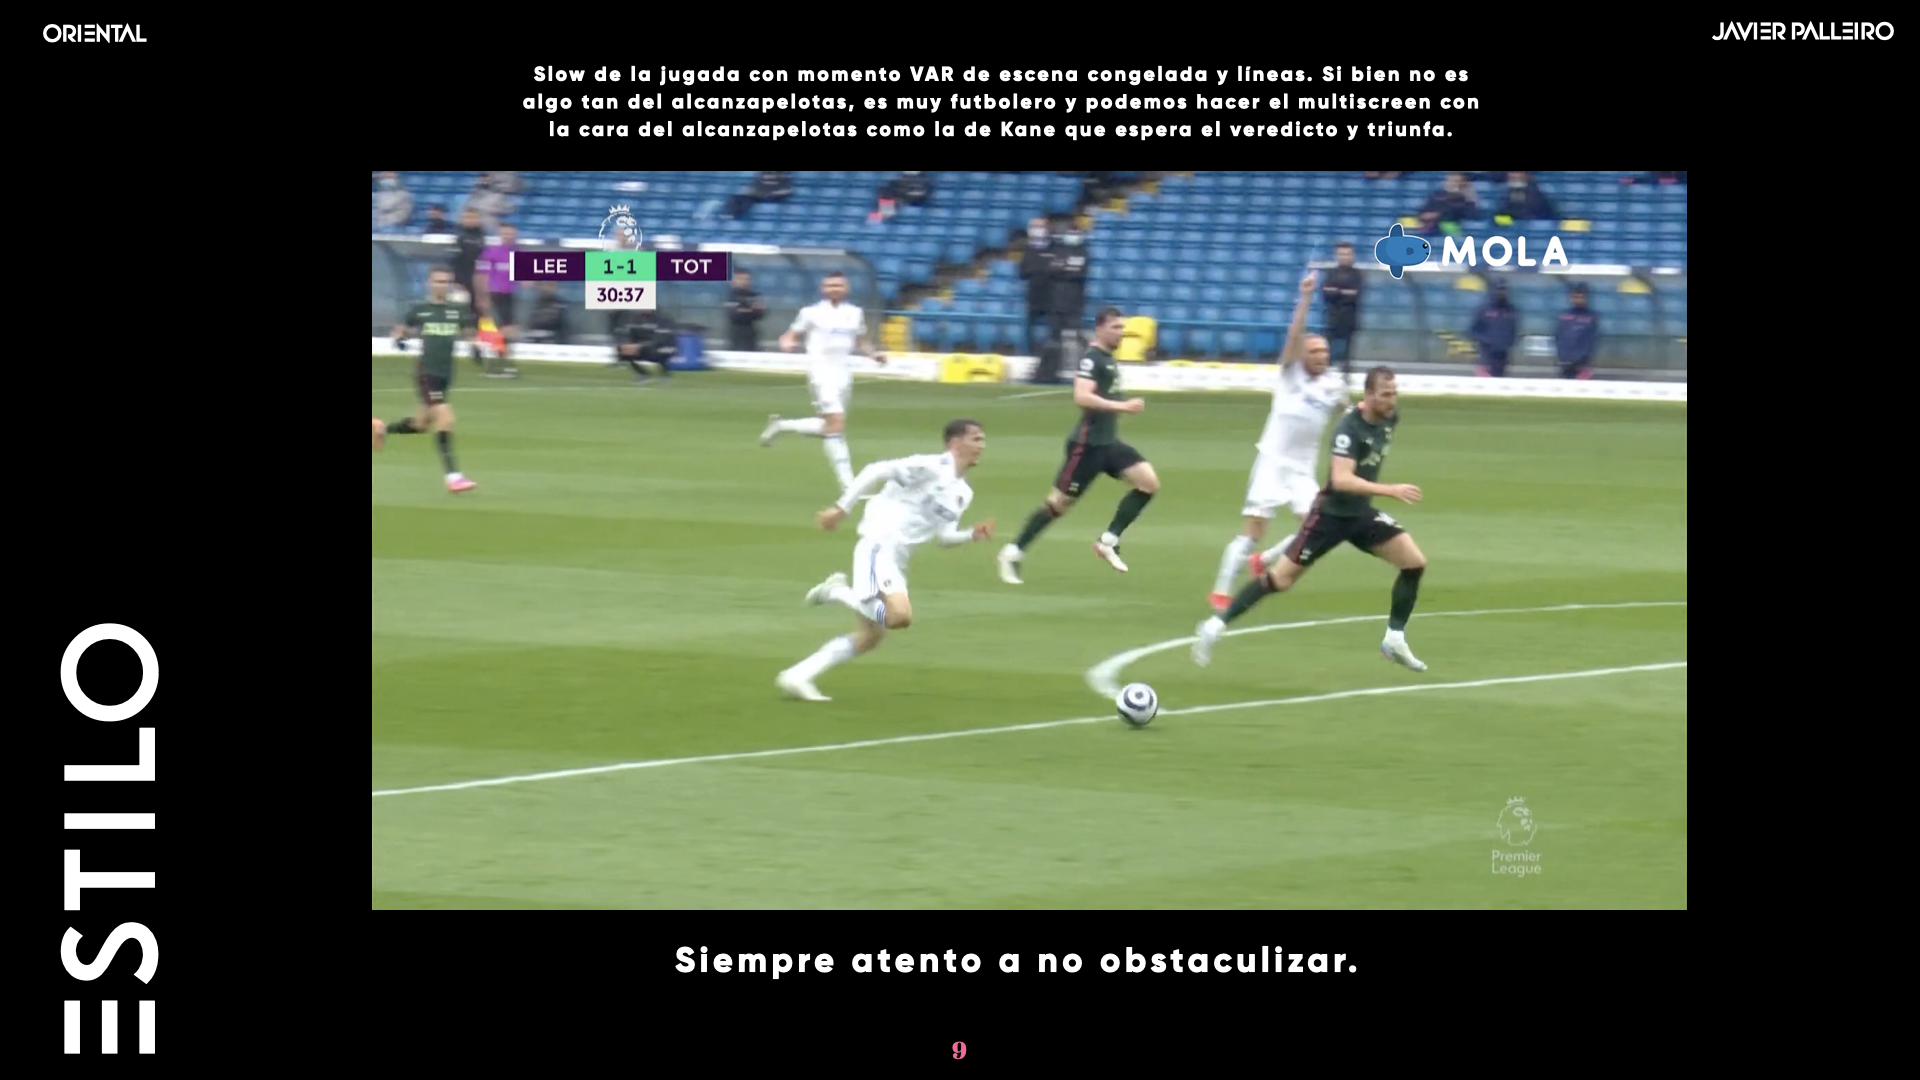 ORIENTAL
JAVIER PALLEIRO
Slow de la jugada con momento VAR de escena congelada y líneas. Si bien no es
algo tan del alcanzapelotas, es muy futbolero y podemos hacer el multiscreen con
la cara del alcanzapelotas como la de Kane que espera el veredicto y triunfa.
LEE 1-1 TOT
30:37
MOLA
Premier
League
ESTILO
Siempre atento a no obstaculizar.
9